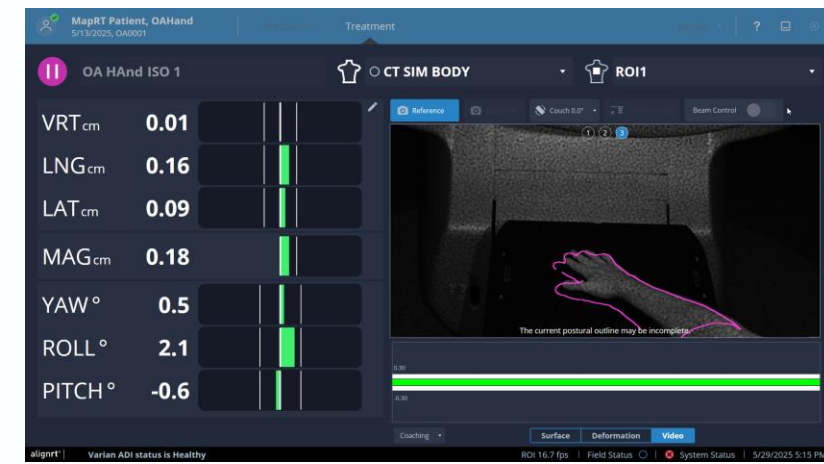 MapRT Patient, OAHand
5/13/2025, OA0001
Treatment
?
OA HAnd ISO 1
CT SIM BODY
ROI1
VRT cm 0.01
LNG cm 0.16
LAT cm 0.09
MAG cm 0.18
YAW° 0.5
ROLL° 2.1
PITCH° -0.6
Reference
Couch 0.0°
Beam Control
1 2 3
The current postural outline may be incomplete.
0.30
-0.30
Coaching
Surface Deformation Video
alignrt® Varian ADI status is Healthy
ROI 16.7 fps | Field Status | System Status | 5/29/2025 5:15 PM